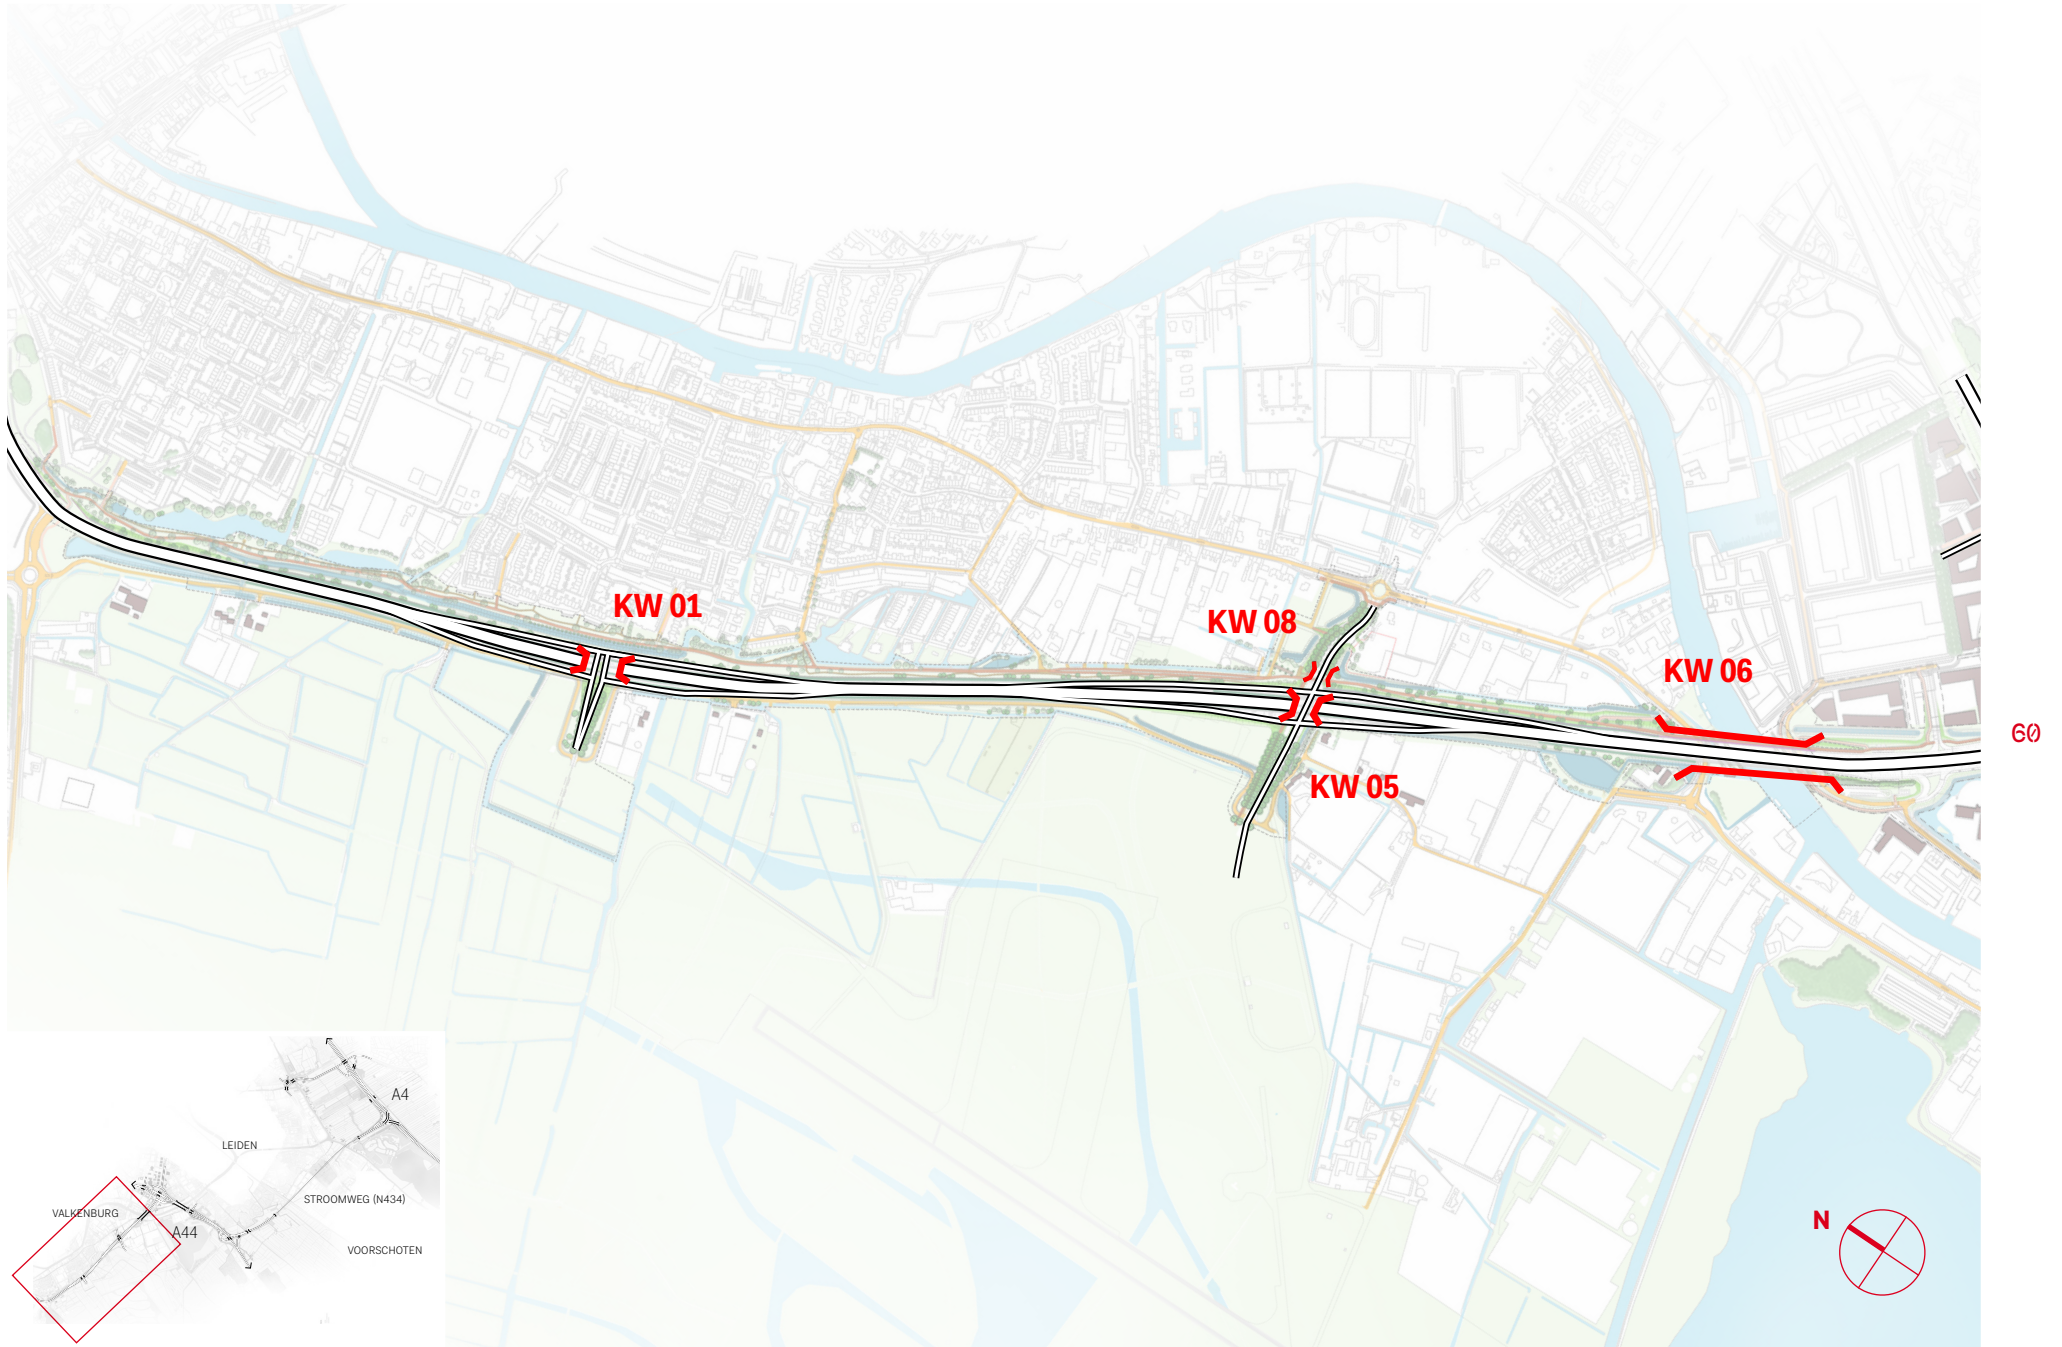 KW 01
KW 08
KW 06
KW 05
60
A4
LEIDEN
STROOMWEG (N434)
VALKENBURG
A44
VOORSCHOTEN
N